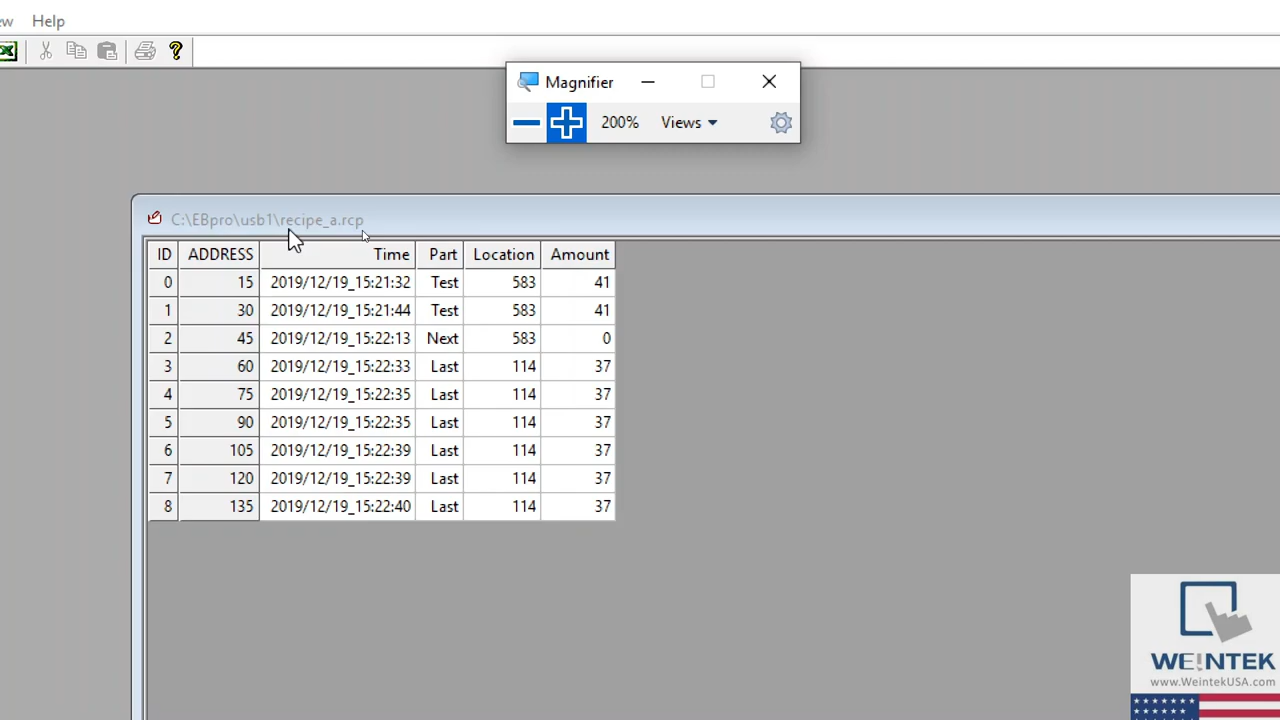 Help
Magnifier
200% Views
C:\EBpro\usb1\recipe_a.rcp
ID ADDRESS Time Part Location Amount
0 15 2019/12/19_15:21:32 Test 583 41
1 30 2019/12/19_15:21:44 Test 583 41
2 45 2019/12/19_15:22:13 Next 583 0
3 60 2019/12/19_15:22:33 Last 114 37
4 75 2019/12/19_15:22:35 Last 114 37
5 90 2019/12/19_15:22:35 Last 114 37
6 105 2019/12/19_15:22:39 Last 114 37
7 120 2019/12/19_15:22:39 Last 114 37
8 135 2019/12/19_15:22:40 Last 114 37
WE!NTEK
www.WeintekUSA.com